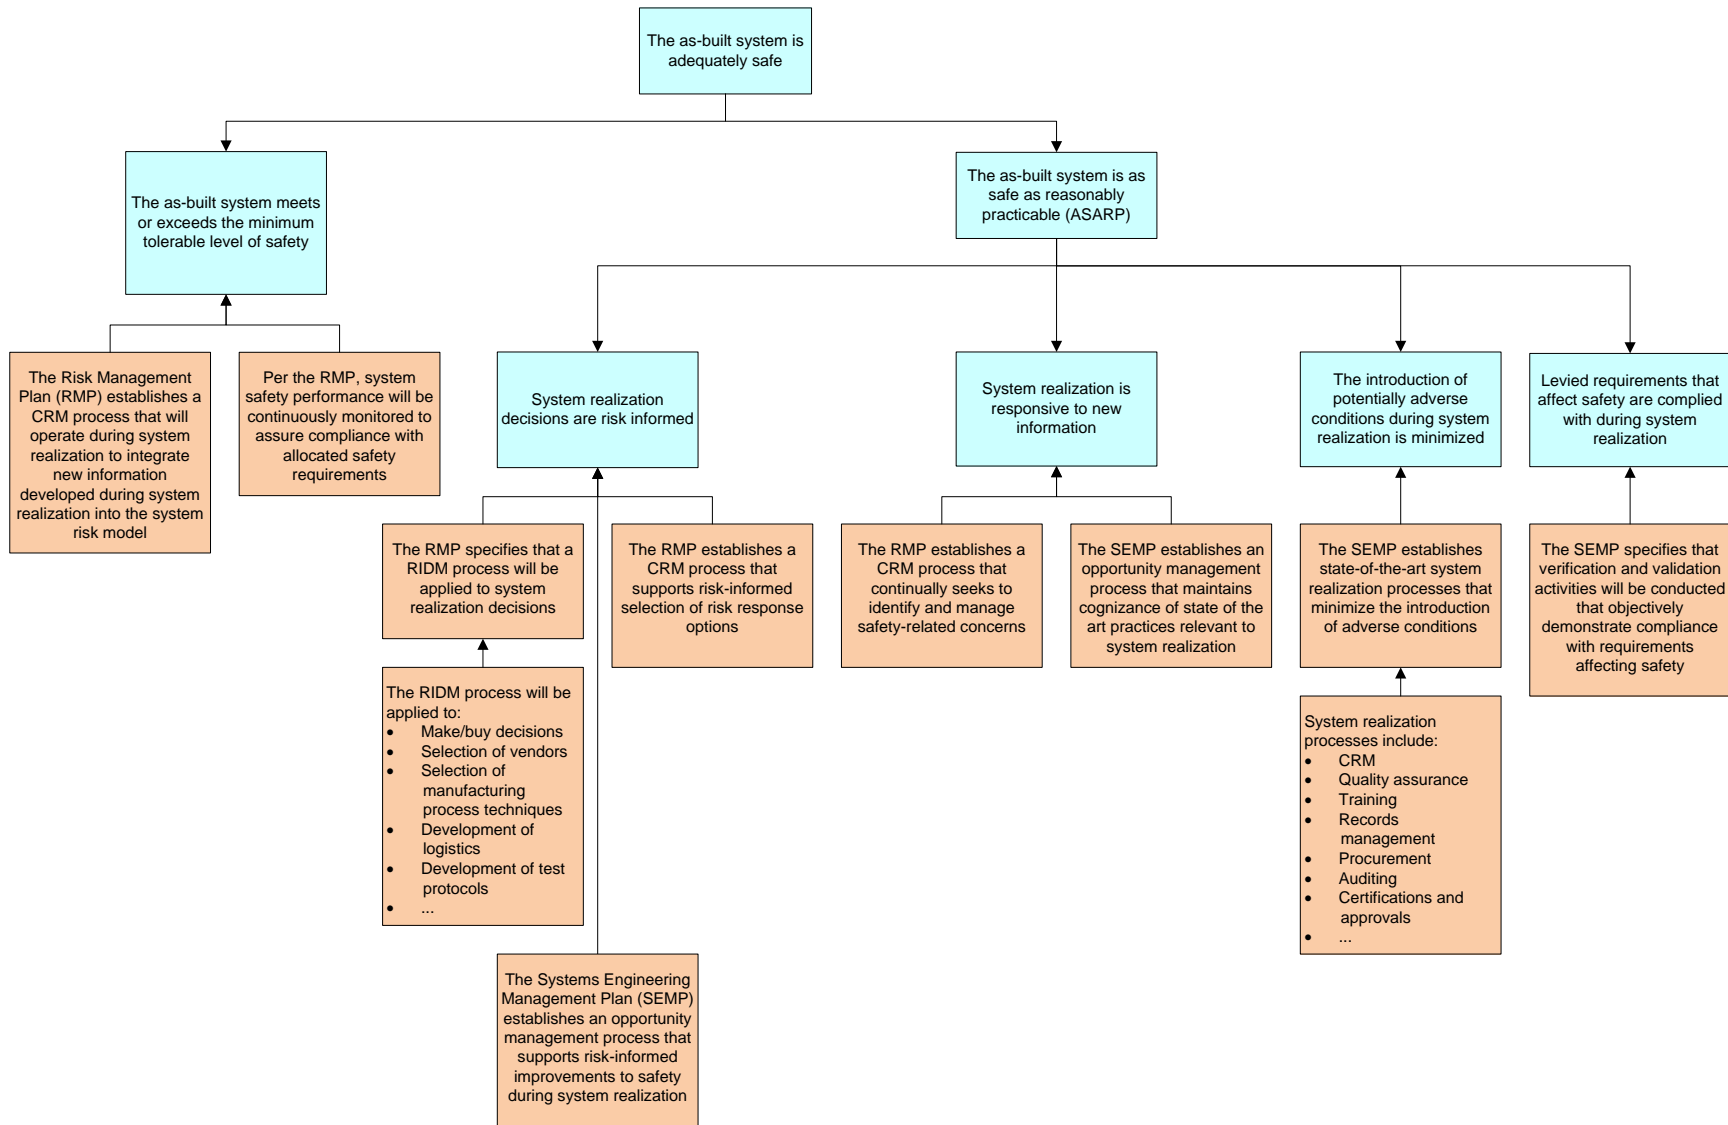 The as-built system is
adequately safe
The as-built system meets
or exceeds the minimum
tolerable level of safety
The as-built system is as
safe as reasonably
practicable (ASARP)
The Risk Management
Plan (RMP) establishes a
CRM process that will
operate during system
realization to integrate
new information
developed during system
realization into the system
risk model
Per the RMP, system
safety performance will be
continuously monitored to
assure compliance with
allocated safety
requirements
System realization
decisions are risk informed
System realization is
responsive to new
information
The introduction of
potentially adverse
conditions during system
realization is minimized
Levied requirements that
affect safety are complied
with during system
realization
The RMP specifies that a
RIDM process will be
applied to system
realization decisions
The RMP establishes a
CRM process that
supports risk-informed
selection of risk response
options
The RMP establishes a
CRM process that
continually seeks to
identify and manage
safety-related concerns
The SEMP establishes an
opportunity management
process that maintains
cognizance of state of the
art practices relevant to
system realization
The SEMP establishes
state-of-the-art system
realization processes that
minimize the introduction
of adverse conditions
The SEMP specifies that
verification and validation
activities will be conducted
that objectively
demonstrate compliance
with requirements
affecting safety
The RIDM process will be
applied to:
• Make/buy decisions
• Selection of vendors
• Selection of
manufacturing
process techniques
• Development of
logistics
• Development of test
protocols
• ...
System realization
processes include:
• CRM
• Quality assurance
• Training
• Records
management
• Procurement
• Auditing
• Certifications and
approvals
• ...
The Systems Engineering
Management Plan (SEMP)
establishes an opportunity
management process that
supports risk-informed
improvements to safety
during system realization